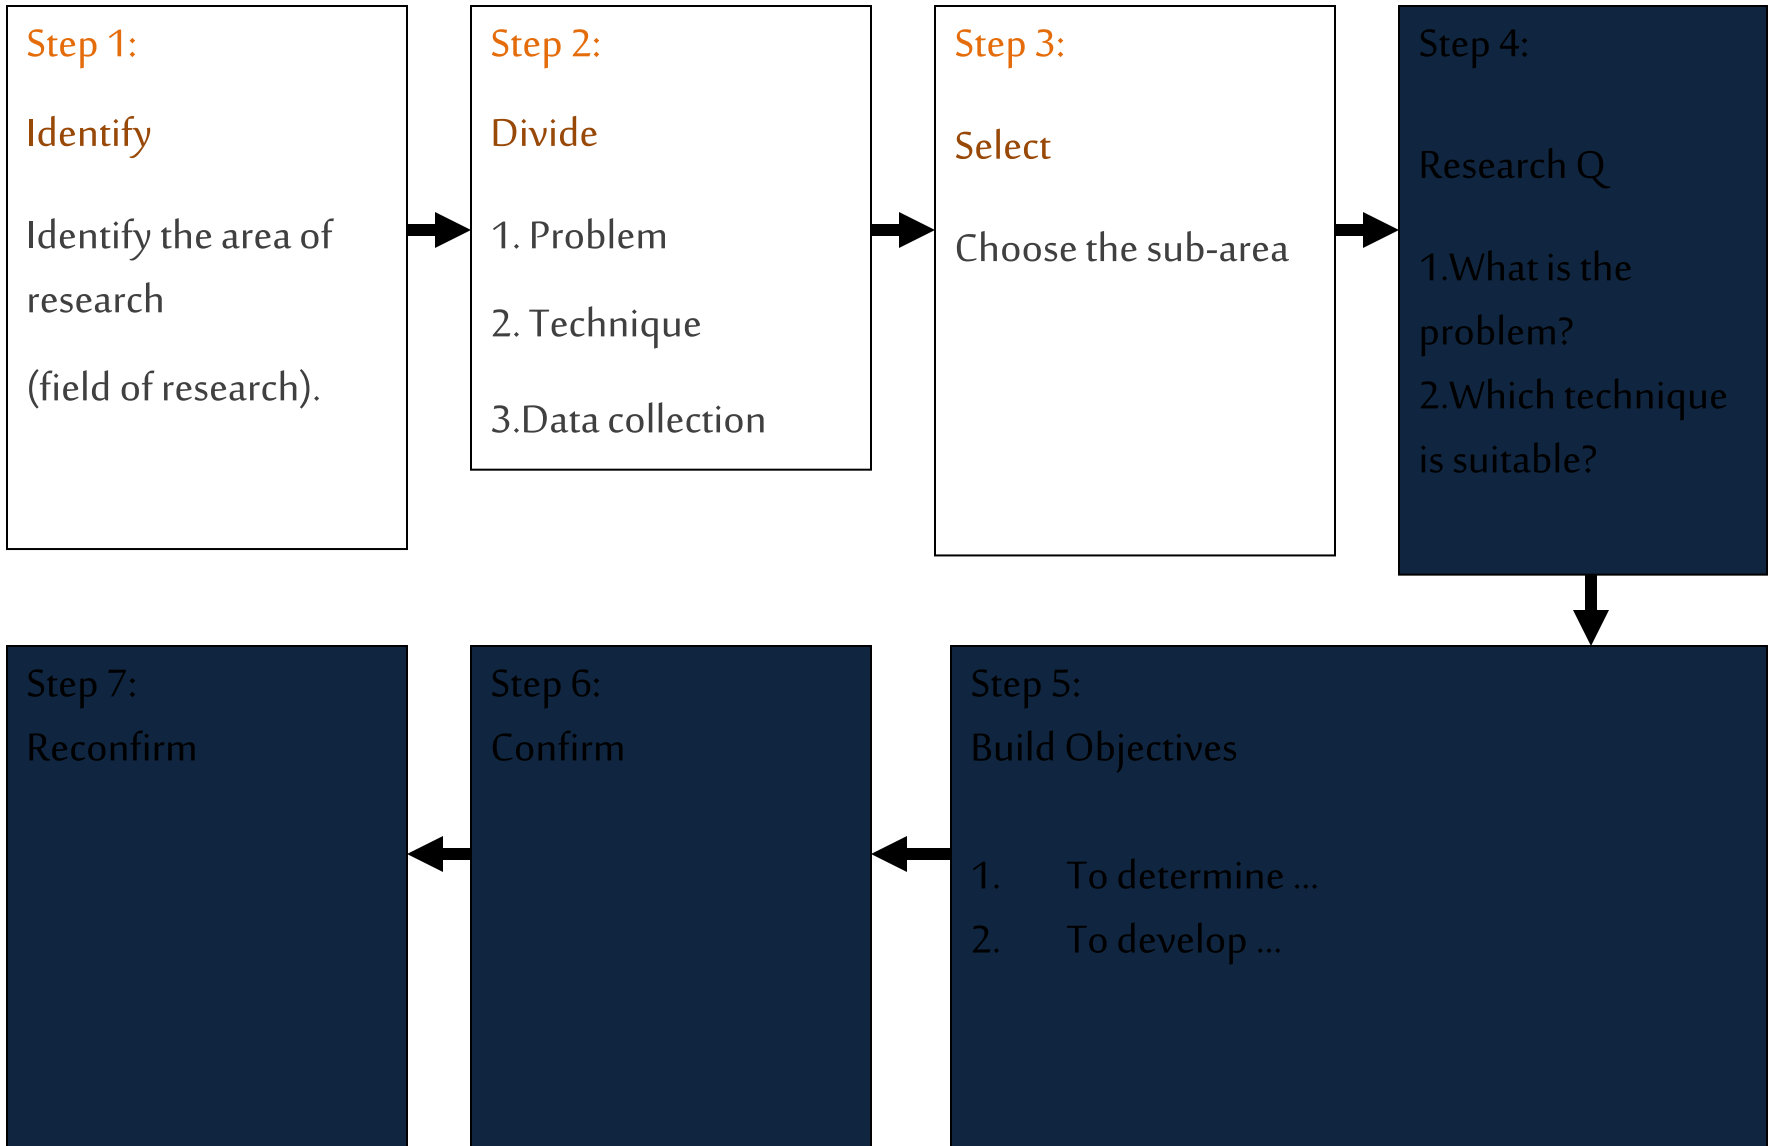 Step 1:
Identify
Identify the area of
research
(field of research).
Step 2:
Divide
1. Problem
2. Technique
3.Data collection
Step 3:
Select
Choose the sub-area
Step 4:
Research Q
1.What is the
problem?
2.Which technique
is suitable?
Step 5:
Build Objectives
1. To determine ...
2. To develop ...
Step 6:
Confirm
Step 7:
Reconfirm